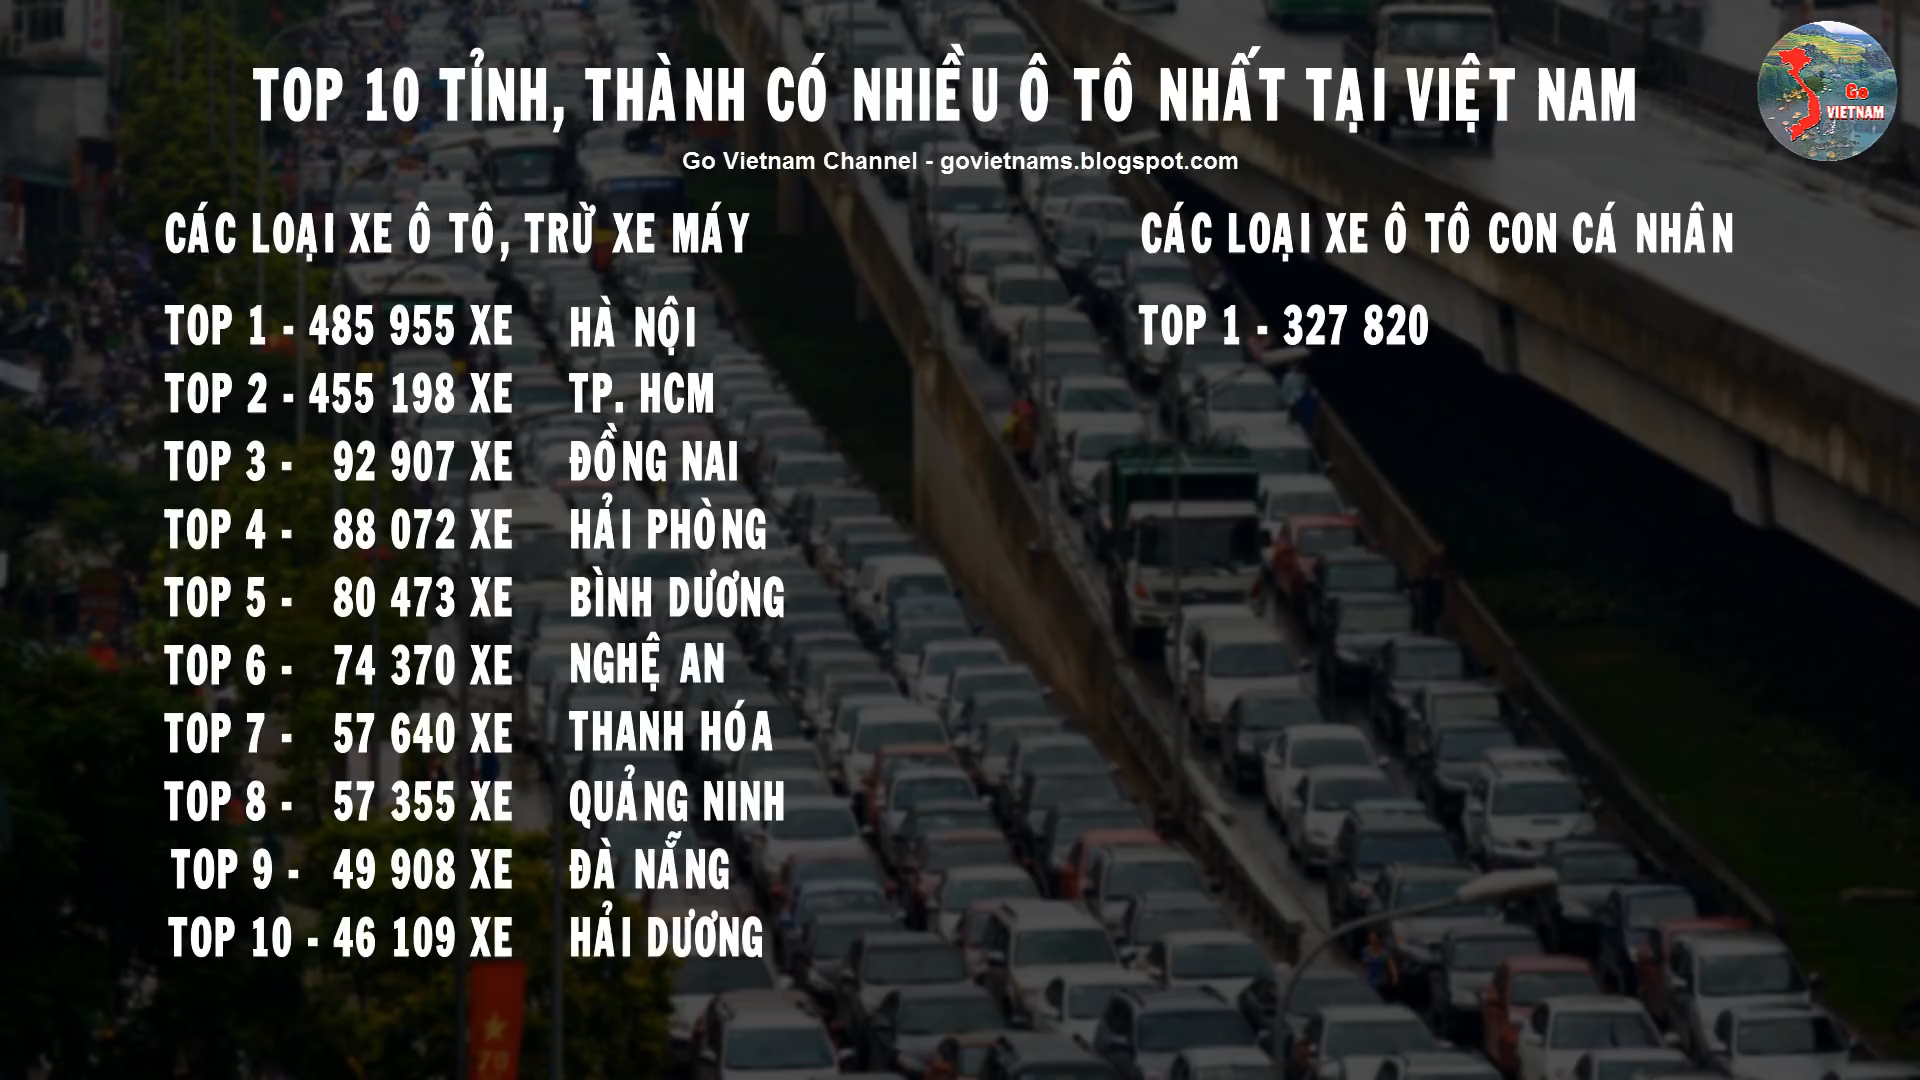 TOP 10 TỈNH, THÀNH CÓ NHIỀU Ô TÔ NHẤT TẠI VIỆT NAM
Go VIETNAM
Go Vietnam Channel - govietnams.blogspot.com
CÁC LOẠI XE Ô TÔ, TRỪ XE MÁY
TOP 1 - 485 955 XE HÀ NỘI
TOP 2 - 455 198 XE TP. HCM
TOP 3 - 92 907 XE ĐỒNG NAI
TOP 4 - 88 072 XE HẢI PHÒNG
TOP 5 - 80 473 XE BÌNH DƯƠNG
TOP 6 - 74 370 XE NGHỆ AN
TOP 7 - 57 640 XE THANH HÓA
TOP 8 - 57 355 XE QUẢNG NINH
TOP 9 - 49 908 XE ĐÀ NẴNG
TOP 10 - 46 109 XE HẢI DƯƠNG
CÁC LOẠI XE Ô TÔ CON CÁ NHÂN
TOP 1 - 327 820
70